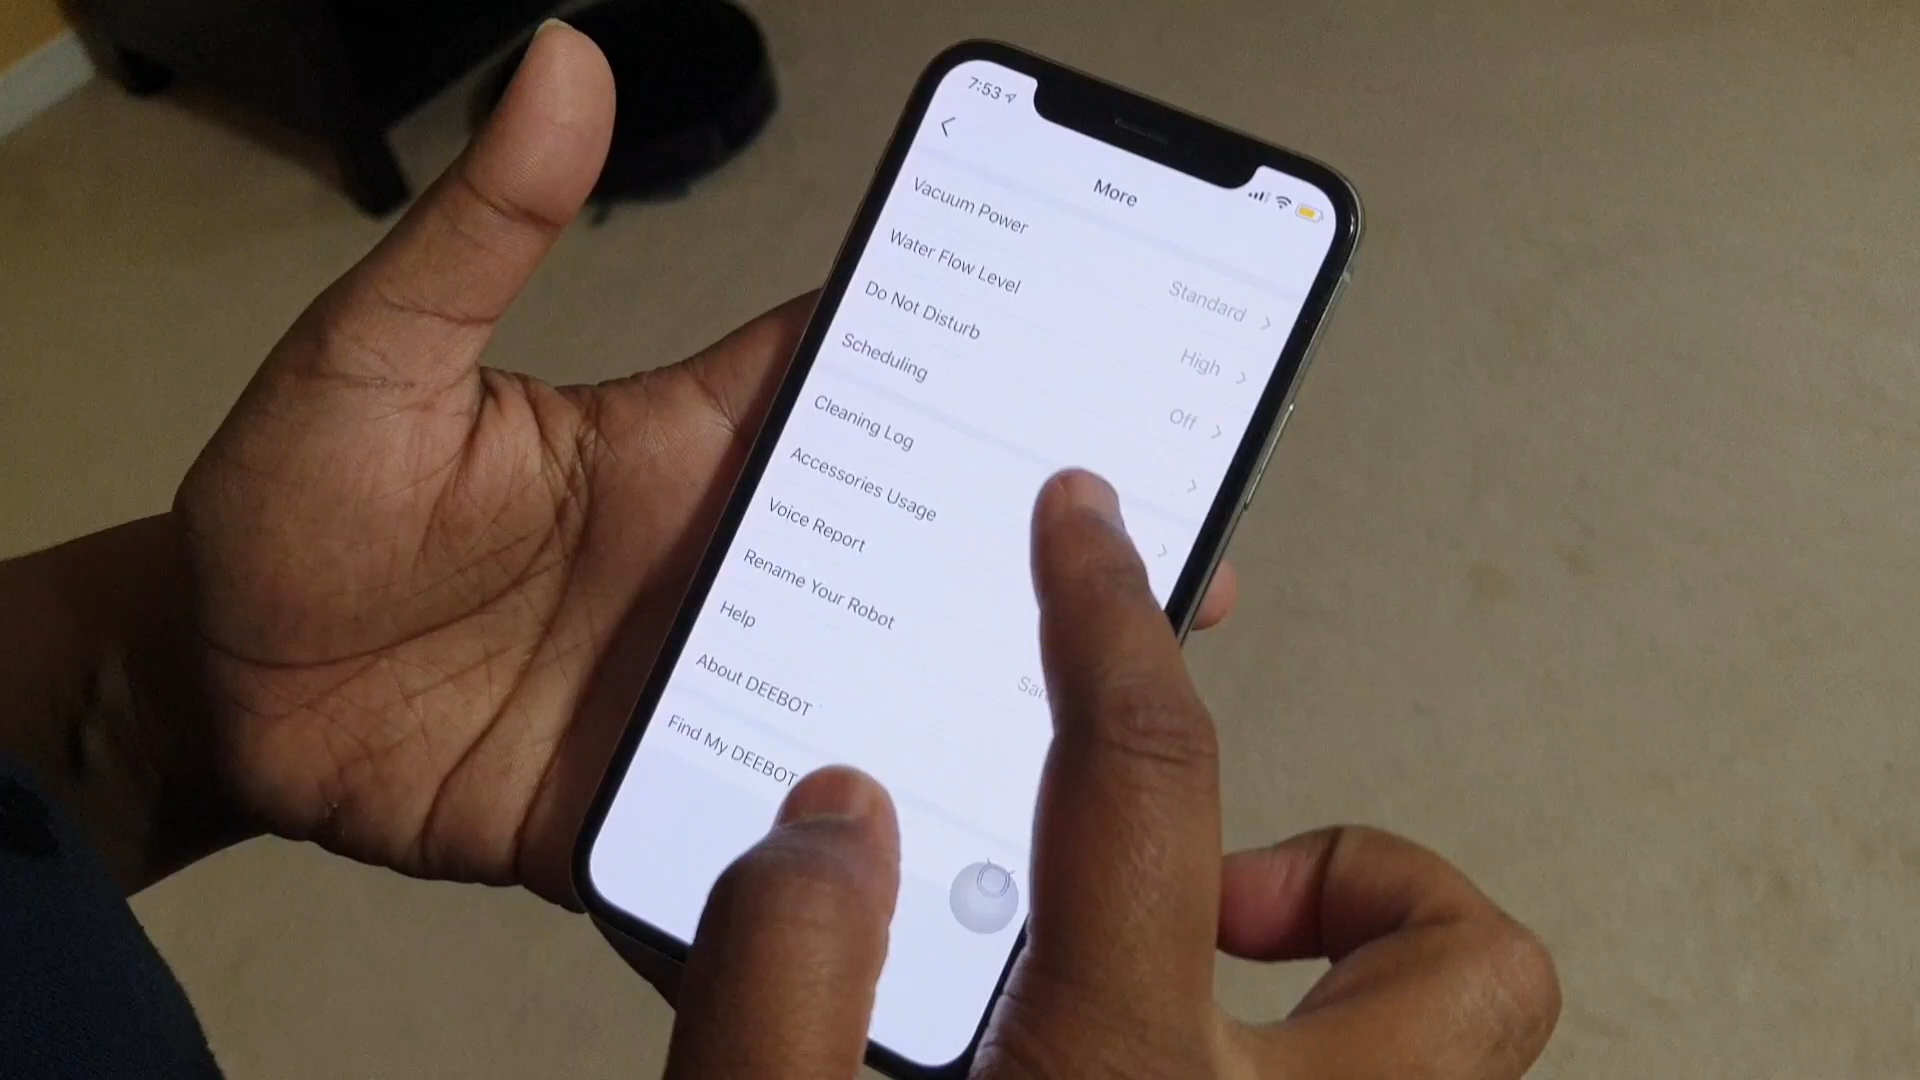 7:53
More
Vacuum Power
Standard
Water Flow Level
High
Do Not Disturb
Off
Scheduling
Cleaning Log
Accessories Usage
Voice Report
Rename Your Robot
Help
About DEEBOT
Find My DEEBOT